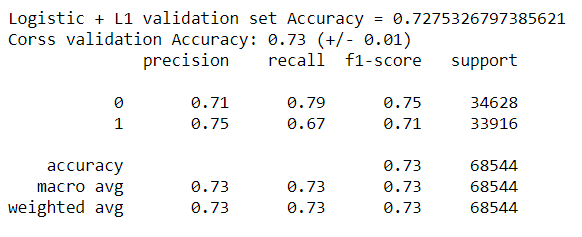 Logistic + L1 validation set Accuracy = 0.7275326797385621
Corss validation Accuracy: 0.73 (+/- 0.01)
precision recall f1-score support
0 0.71 0.79 0.75 34628
1 0.75 0.67 0.71 33916
accuracy 0.73 68544
macro avg 0.73 0.73 0.73 68544
weighted avg 0.73 0.73 0.73 68544